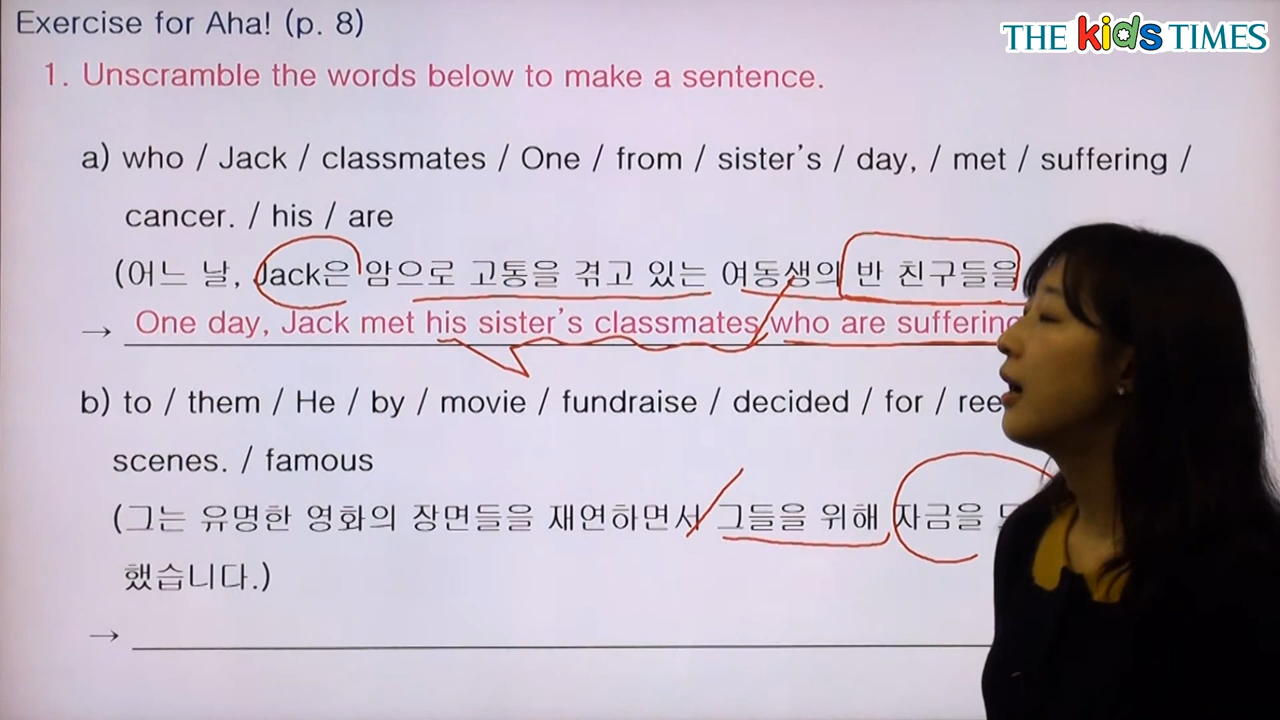 Exercise for Aha! (p. 8)
THE kids TIMES
1. Unscramble the words below to make a sentence.
a) who / Jack / classmates / One / from / sister's / day, / met / suffering /
cancer. / his / are
(어느 날, Jack은 암으로 고통을 겪고 있는 여동생의 반 친구들을
→ One day, Jack met his sister's classmates who are suffering
b) to / them / He / by / movie / fundraise / decided / for /
scenes. / famous
(그는 유명한 영화의 장면들을 재연하면서 그들을 위해 자금을
했습니다.)
→